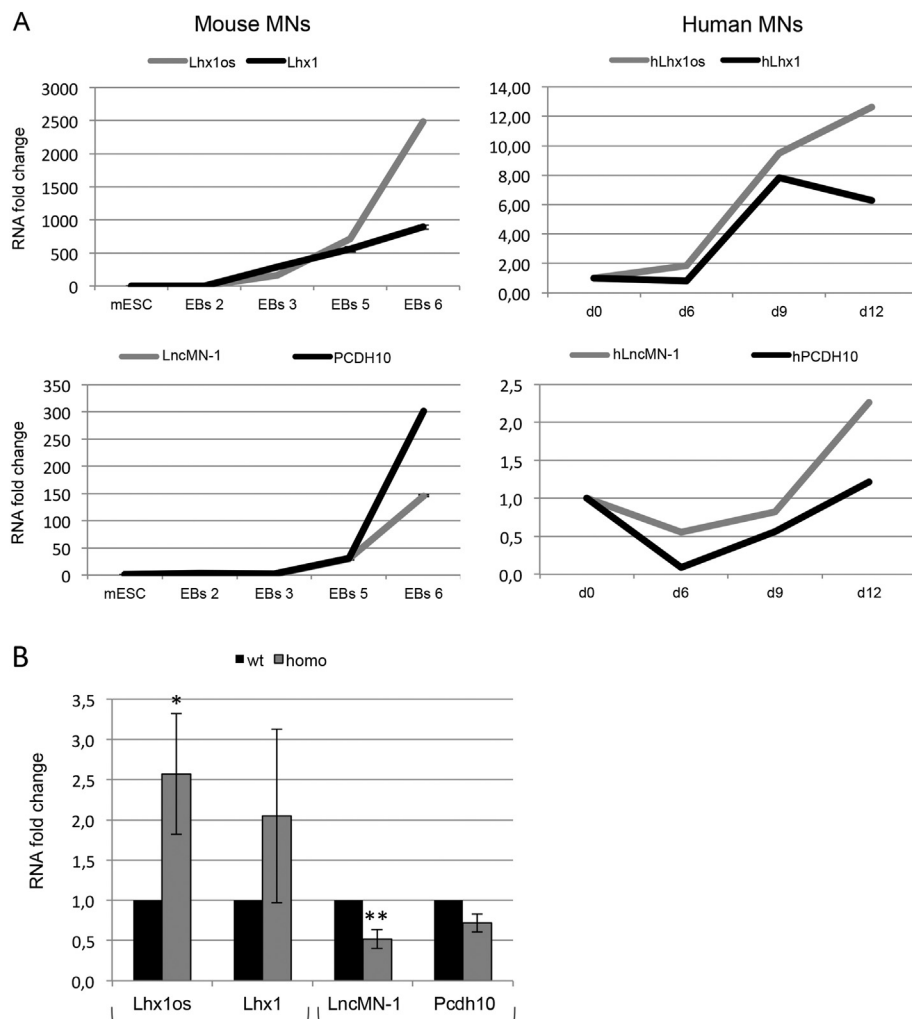 A
Mouse MNs
Human MNs
Lhx1os Lhx1
RNA fold change
3000
2500
2000
1500
1000
500
0
mESC EBs 2 EBs 3 EBs 5 EBs 6
hLhx1os hLhx1
14,00
12,00
10,00
8,00
6,00
4,00
2,00
0,00
d0 d6 d9 d12
LncMN-1 PCDH10
RNA fold change
350
300
250
200
150
100
50
0
mESC EBs 2 EBs 3 EBs 5 EBs 6
hLncMN-1 hPCDH10
2,5
2,0
1,5
1,0
0,5
0,0
d0 d6 d9 d12
B
wt homo
RNA fold change
3,5
3,0
2,5
2,0
1,5
1,0
0,5
0,0
*
**
Lhx1os Lhx1 LncMN-1 Pcdh10